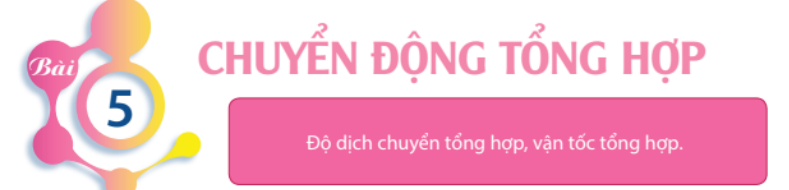 Bài
5
CHUYỂN ĐỘNG TỔNG HỢP
Độ dịch chuyển tổng hợp, vận tốc tổng hợp.